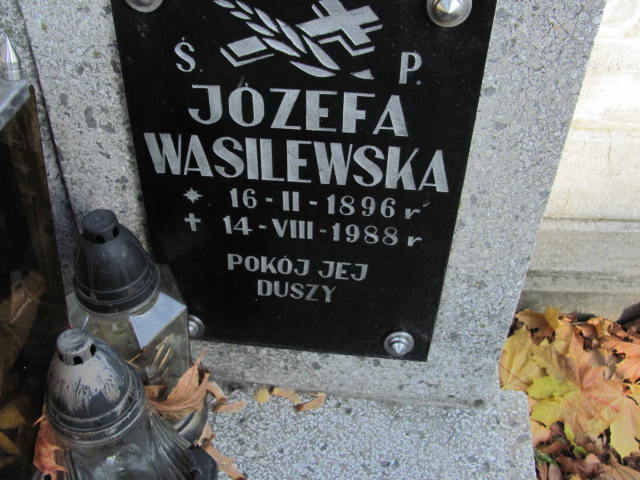 Ś. P.
JÓZEFA
WASILEWSKA
* 16-II-1896 r
† 14-VIII-1988 r
POKÓJ JEJ
DUSZY